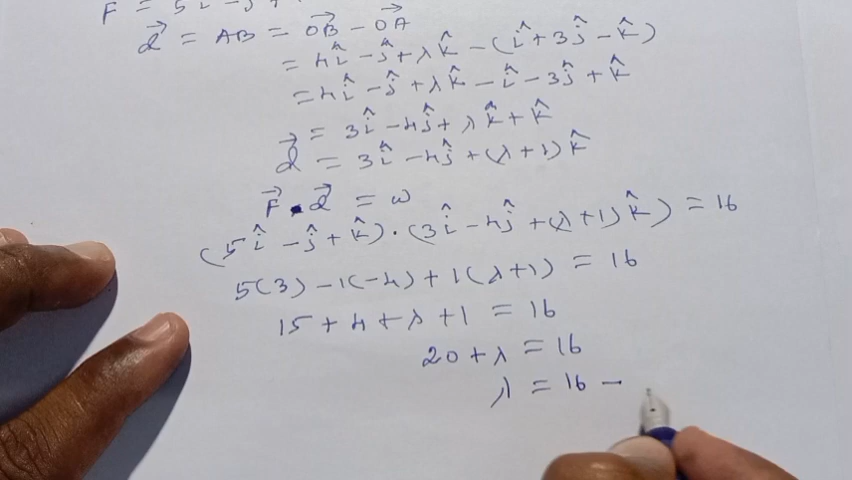 F⃗ = 5î - ĵ +
d⃗ = AB⃗ = OB⃗ - OA⃗
= 4î - ĵ + λk̂ - (î + 3ĵ - k̂)
= 4î - ĵ + λk̂ - î - 3ĵ + k̂
= 3î - 4ĵ + λk̂ + k̂
d⃗ = 3î - 4ĵ + (λ + 1)k̂
F⃗ . d⃗ = w
(5î - ĵ + k̂) . (3î - 4ĵ + (λ + 1)k̂) = 16
5(3) - 1(-4) + 1(λ + 1) = 16
15 + 4 + λ + 1 = 16
20 + λ = 16
λ = 16 -